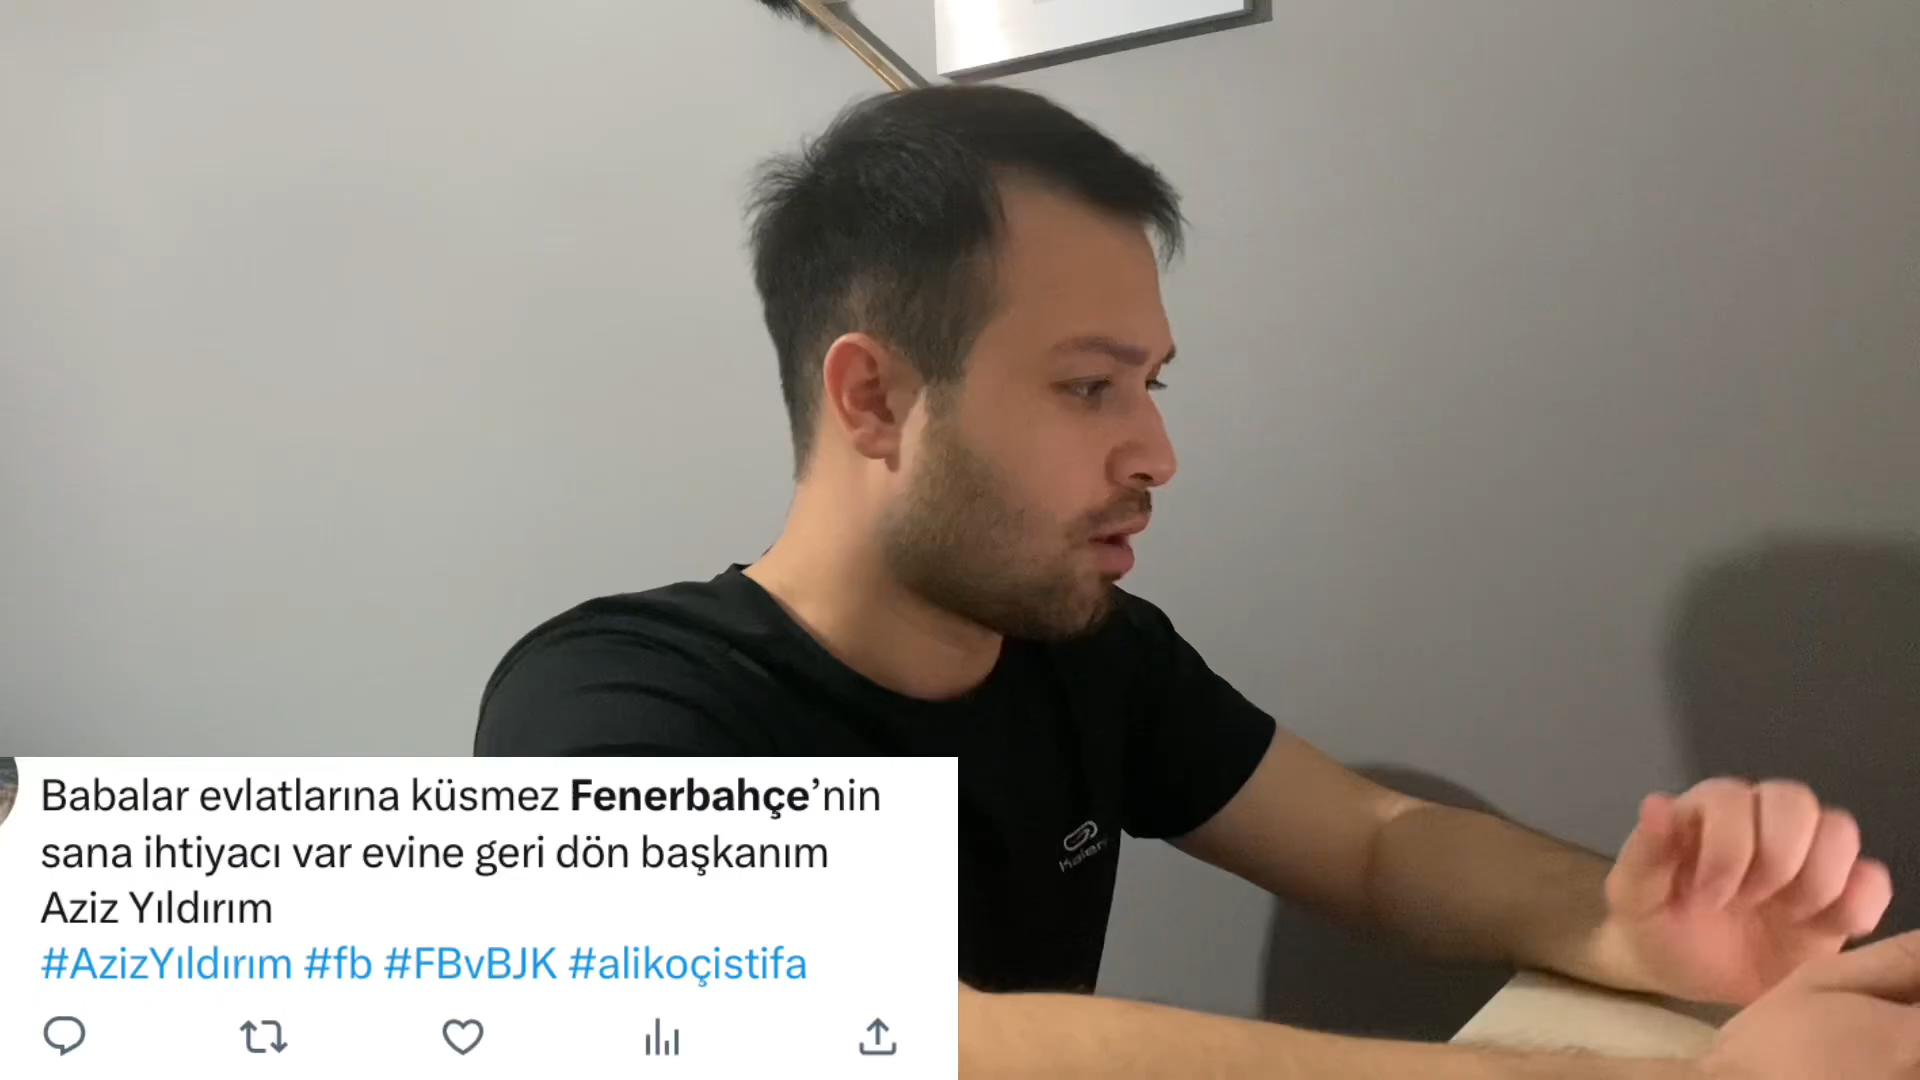 Babalar evlatlarına küsmez Fenerbahçe’nin
sana ihtiyacı var evine geri dön başkanım
Aziz Yıldırım
#AzizYıldırım #fb #FBvBJK #alikoçistifa